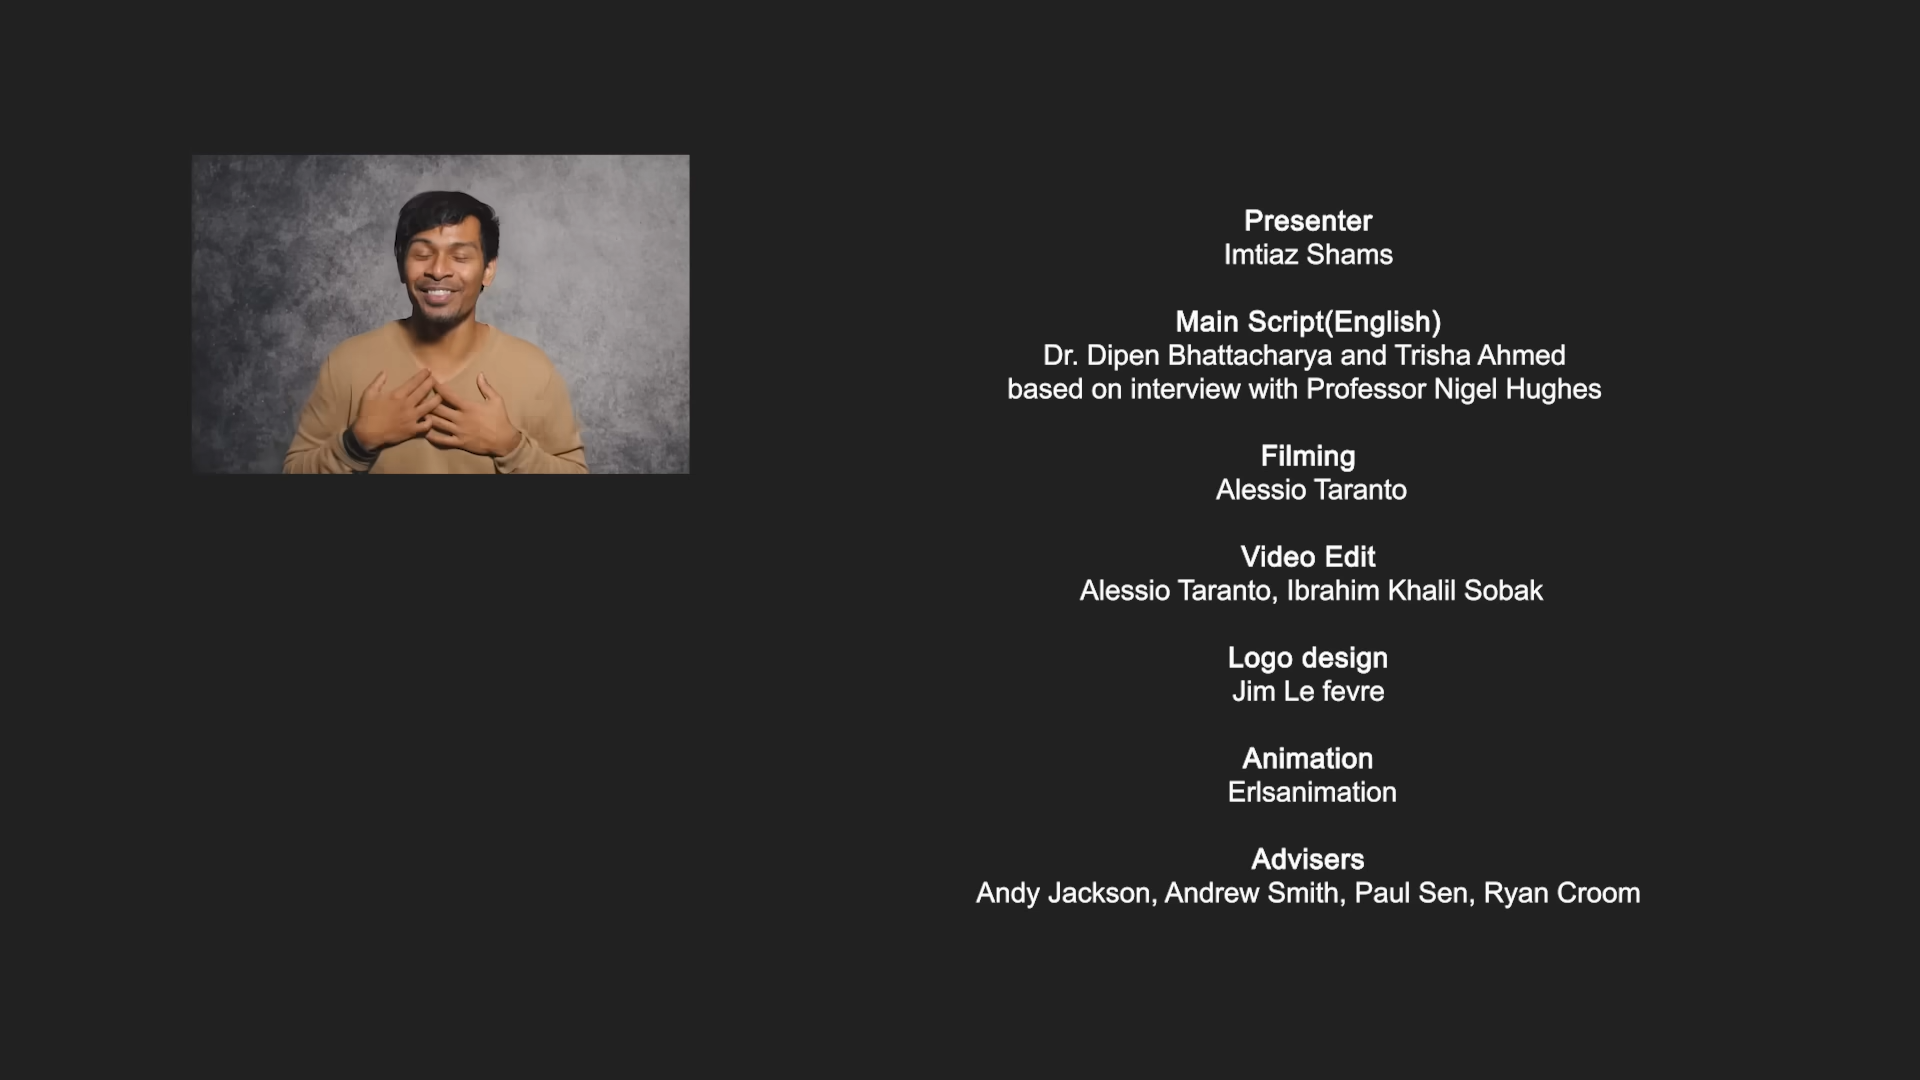 Presenter
Imtiaz Shams
Main Script(English)
Dr. Dipen Bhattacharya and Trisha Ahmed
based on interview with Professor Nigel Hughes
Filming
Alessio Taranto
Video Edit
Alessio Taranto, Ibrahim Khalil Sobak
Logo design
Jim Le fevre
Animation
Erlsanimation
Advisers
Andy Jackson, Andrew Smith, Paul Sen, Ryan Croom